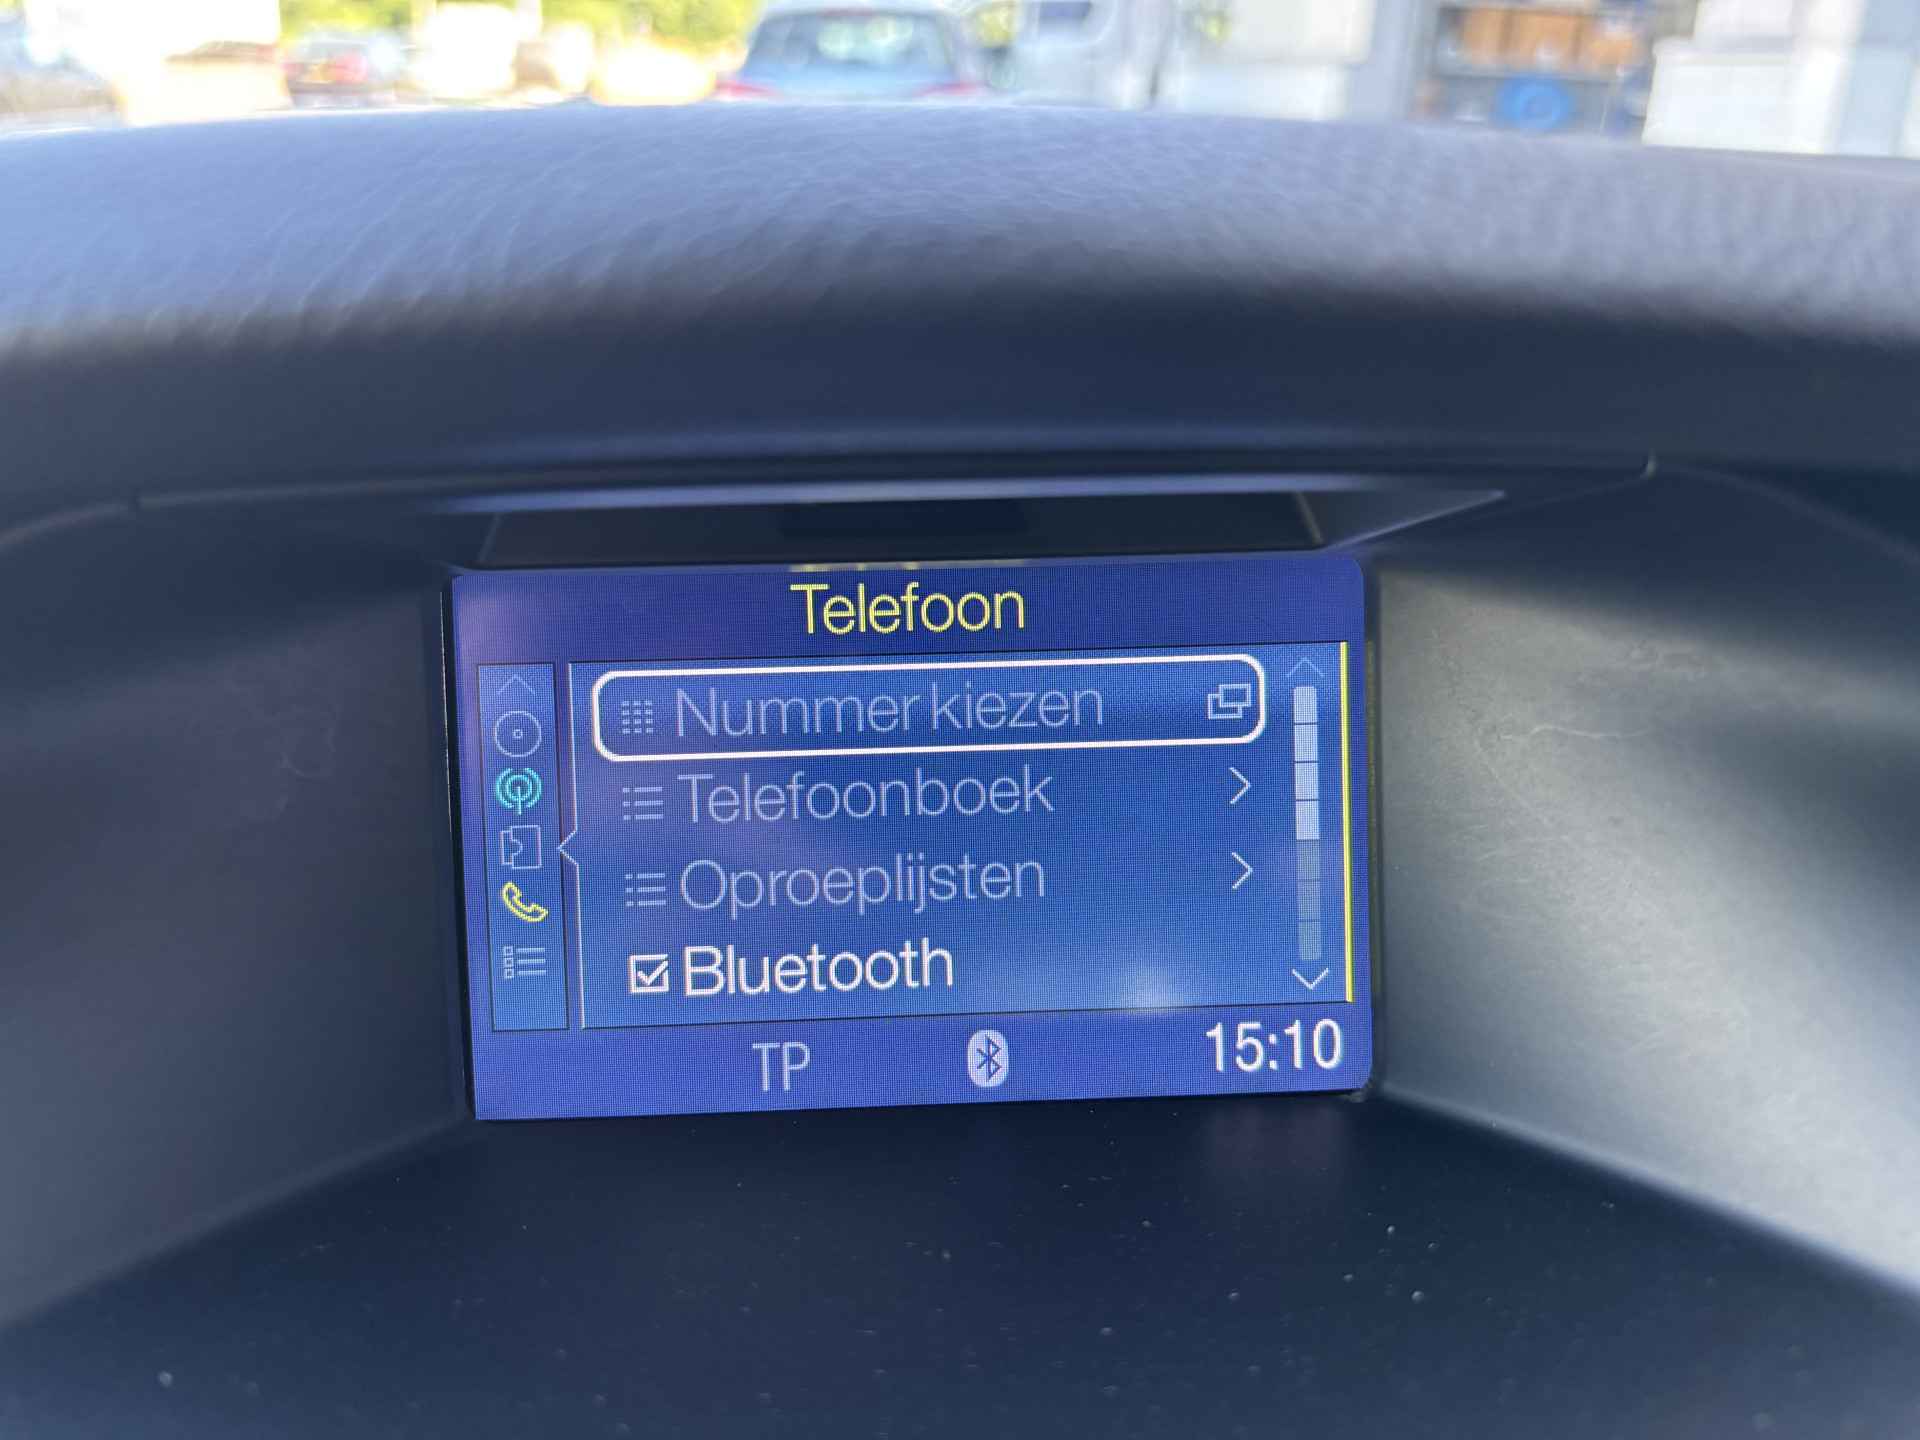 Telefoon
Nummer kiezen
Telefoonboek
Oproeplijsten
Bluetooth
TP 15:10